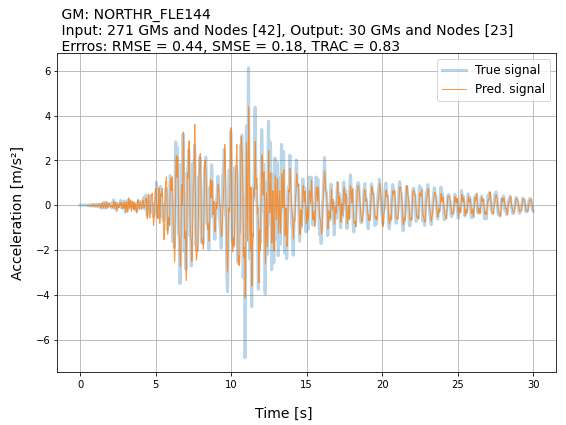 GM: NORTHR_FLE144
Input: 271 GMs and Nodes [42], Output: 30 GMs and Nodes [23]
Errros: RMSE = 0.44, SMSE = 0.18, TRAC = 0.83
True signal
Pred. signal
Acceleration [m/s²]
6
4
2
0
−2
−4
−6
0 5 10 15 20 25 30
Time [s]